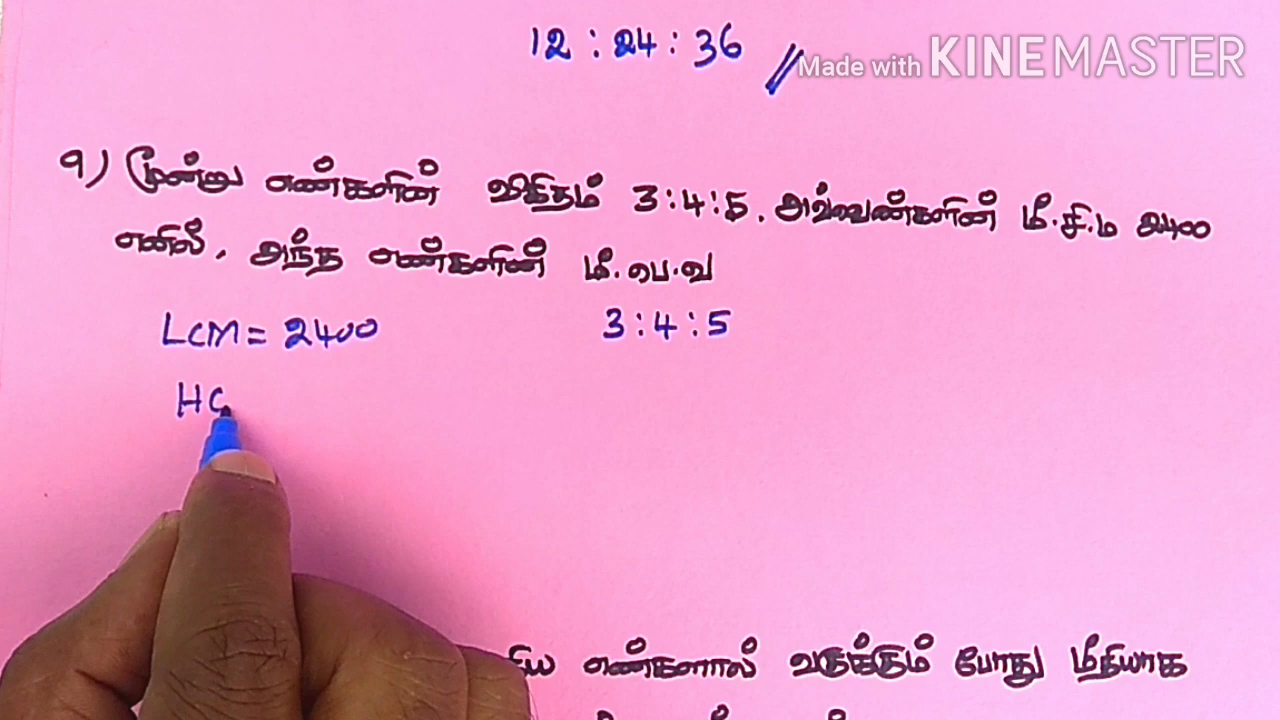 12 : 24 : 36
Made with KINEMASTER
9) மூன்று எண்களின் விகிதம் 3:4:5. அவ்வெண்களின் மீ.சி.ம 2400
எனில், அந்த எண்களின் மீ.பெ.வ
LCM = 2400 3:4:5
HC
எண்களால் வகுக்கும் போது மீதியாக